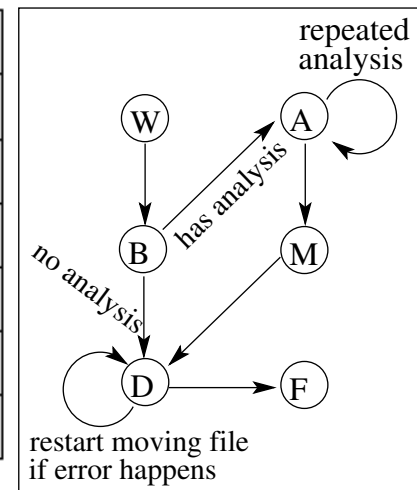 repeated
analysis
W
A
has analysis
B
M
no analysis
D
F
restart moving file
if error happens